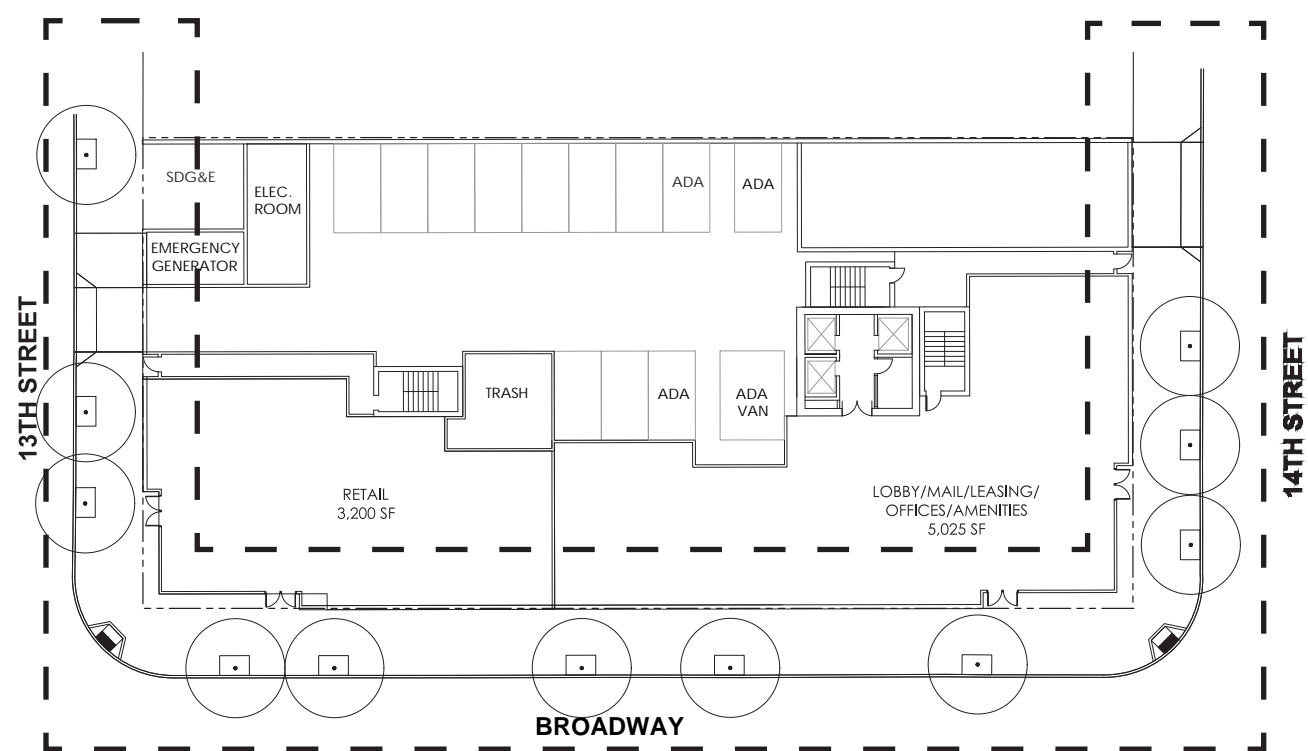 SDG&E
ELEC.
ROOM
ADA
ADA
EMERGENCY
GENERATOR
13TH STREET
14TH STREET
TRASH
ADA
ADA
VAN
RETAIL
3,200 SF
LOBBY/MAIL/LEASING/
OFFICES/AMENITIES
5,025 SF
BROADWAY